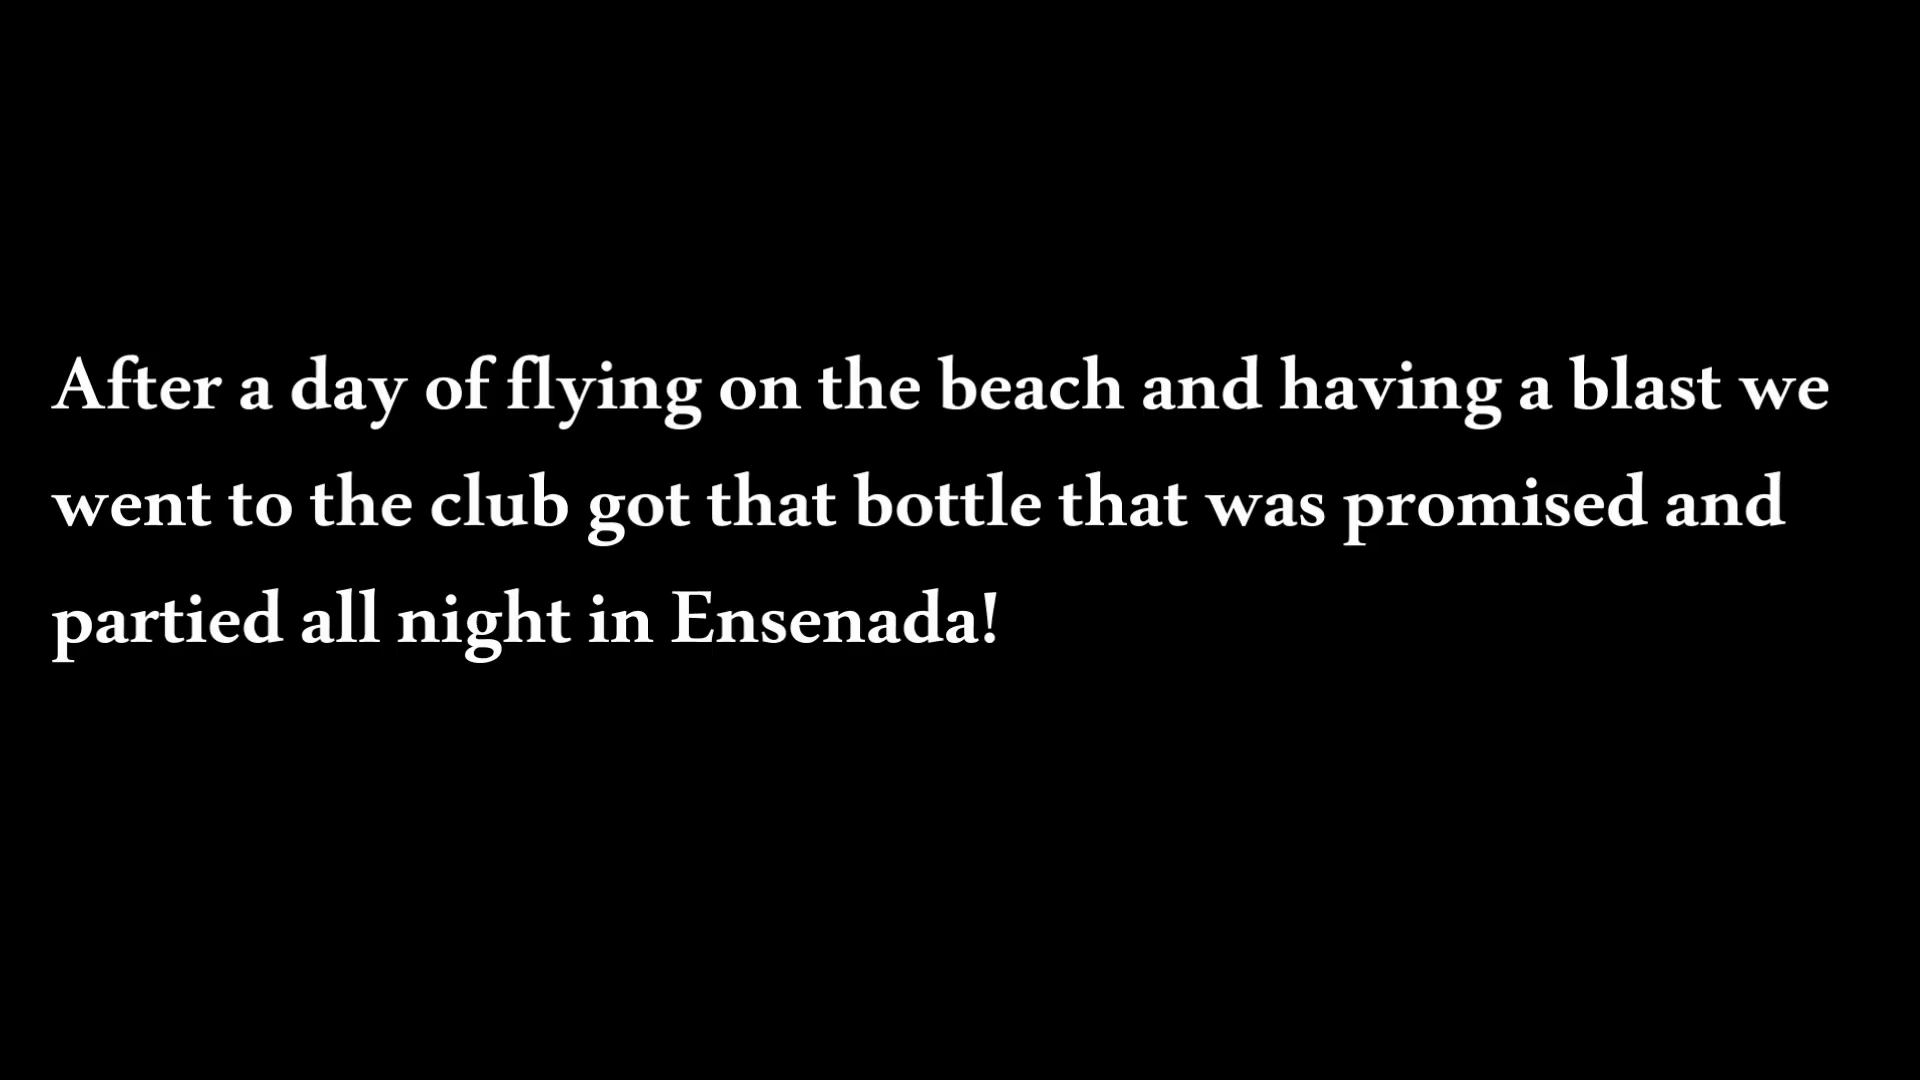 After a day of flying on the beach and having a blast we
went to the club got that bottle that was promised and
partied all night in Ensenada!